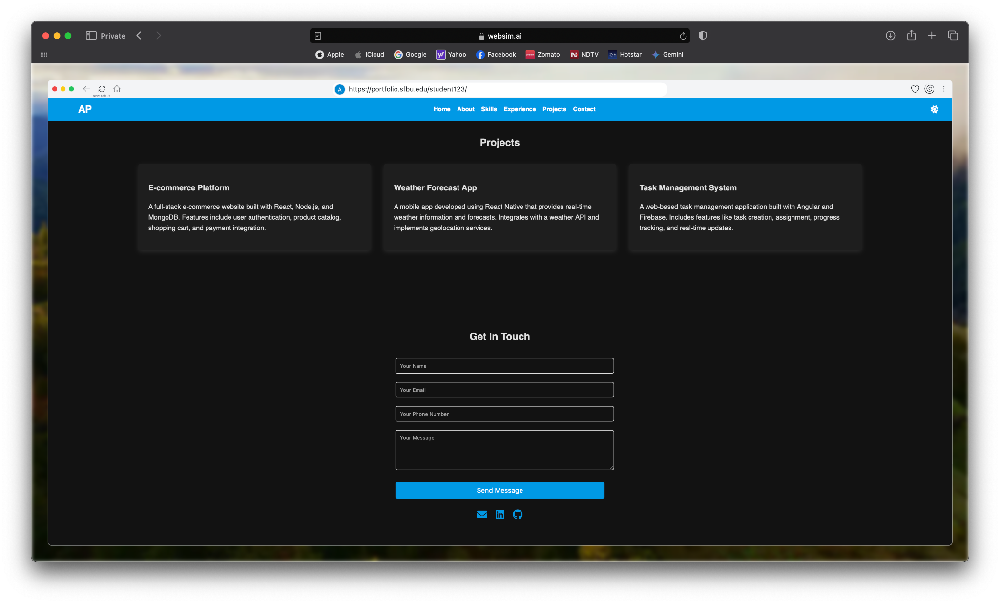 Private
websim.ai
Apple iCloud Google Yahoo Facebook Zomato NDTV Hotstar Gemini
new tab
A https://portfolio.sfbu.edu/student123/
AP Home About Skills Experience Projects Contact
Projects
E-commerce Platform
A full-stack e-commerce website built with React, Node.js, and
MongoDB. Features include user authentication, product catalog,
shopping cart, and payment integration.
Weather Forecast App
A mobile app developed using React Native that provides real-time
weather information and forecasts. Integrates with a weather API and
implements geolocation services.
Task Management System
A web-based task management application built with Angular and
Firebase. Includes features like task creation, assignment, progress
tracking, and real-time updates.
Get In Touch
Your Name
Your Email
Your Phone Number
Your Message
Send Message